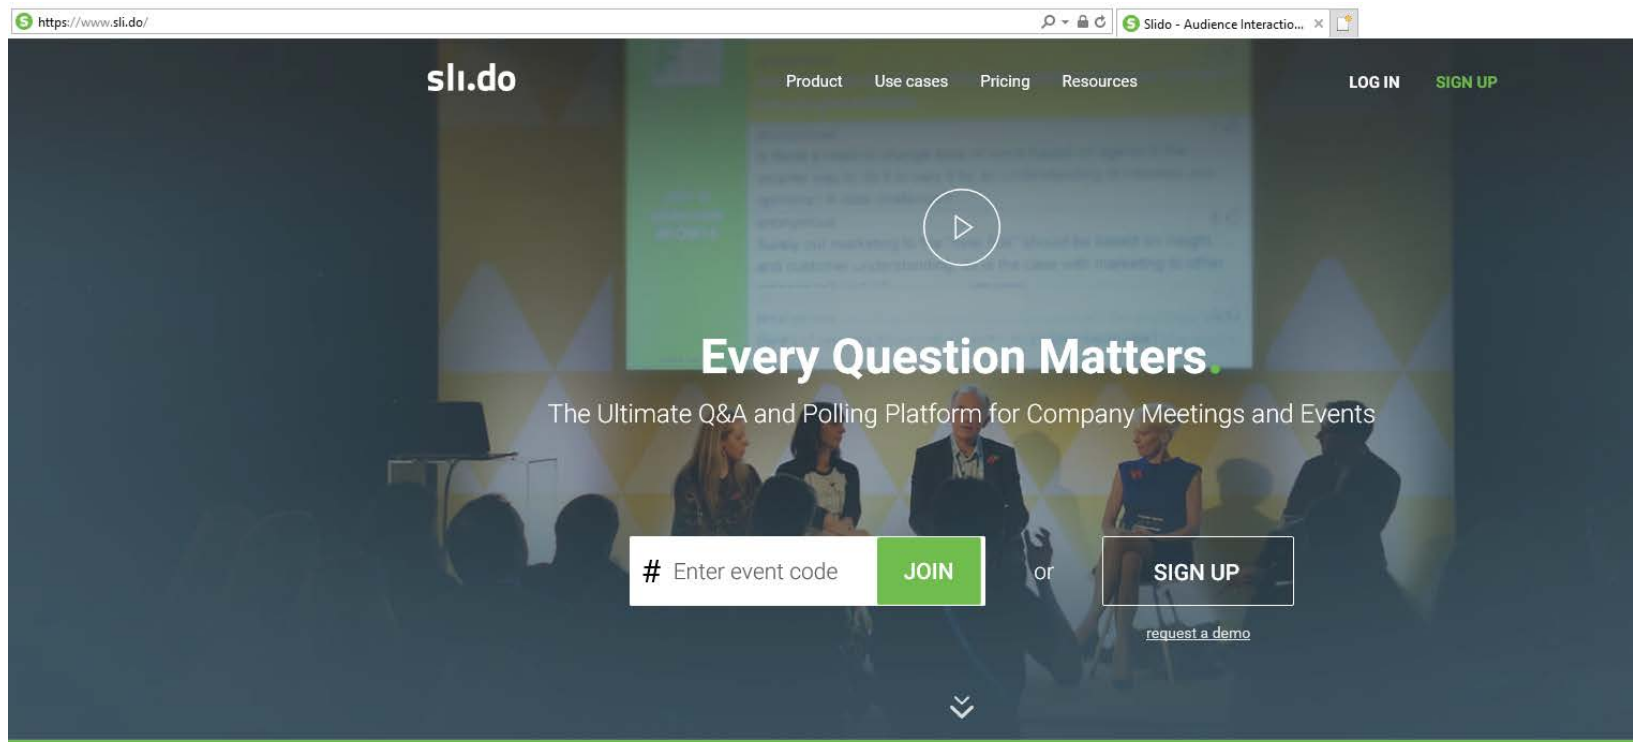 https://www.sli.do/
Slido - Audience Interactio...
sli.do
Product Use cases Pricing Resources
LOG IN SIGN UP
Every Question Matters.
The Ultimate Q&A and Polling Platform for Company Meetings and Events
# Enter event code JOIN or SIGN UP
request a demo